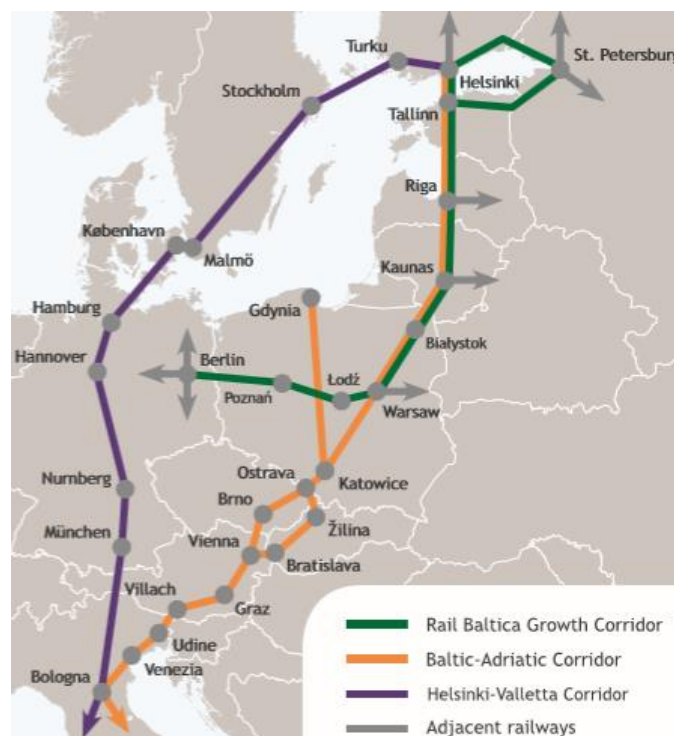 Turku
St. Petersburg
Helsinki
Stockholm
Tallinn
Riga
København
Malmö
Kaunas
Gdynia
Hamburg
Białystok
Hannover
Berlin
Łodź
Poznań
Warsaw
Ostrava
Katowice
Nurnberg
Brno
Žilina
München
Vienna
Bratislava
Villach
Graz
Udine
Venezia
Bologna
Rail Baltica Growth Corridor
Baltic-Adriatic Corridor
Helsinki-Valletta Corridor
Adjacent railways